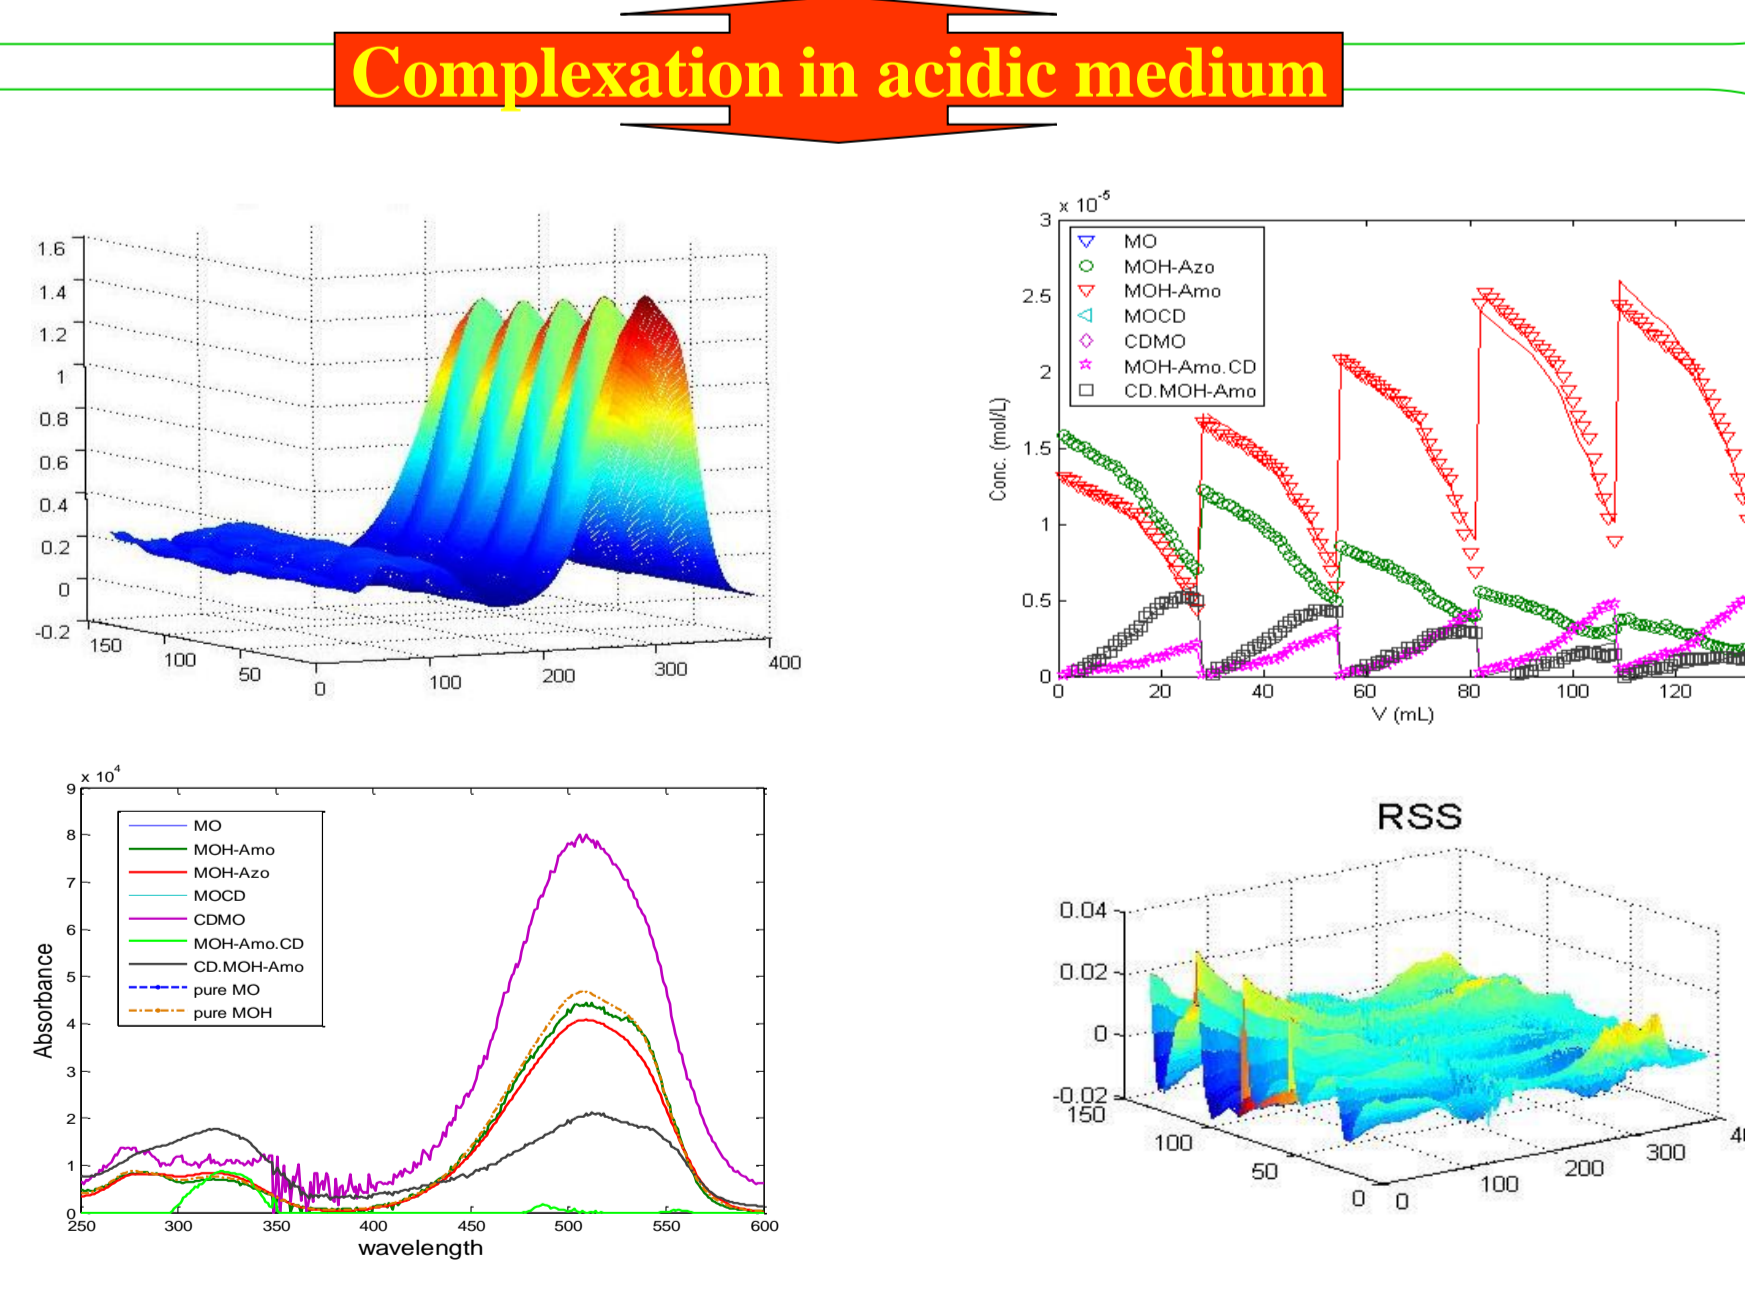 Complexation in acidic medium
1.6
1.4
1.2
1
0.8
0.6
0.4
0.2
0
-0.2
150
100
50
0
100
200
300
400
x 10^-5
3
2.5
2
1.5
1
0.5
0
Conc. (mol/L)
MO
MOH-Azo
MOH-Amo
MOCD
CDMO
MOH-Amo.CD
CD.MOH-Amo
0 20 40 60 80 100 120
V (mL)
x 10^4
9
8
7
6
5
4
3
2
1
0
Absorbance
MO
MOH-Amo
MOH-Azo
MOCD
CDMO
MOH-Amo.CD
CD.MOH-Amo
pure MO
pure MOH
250 300 350 400 450 500 550 600
wavelength
RSS
0.04
0.02
0
-0.02
150
100
50
0
0
100
200
300